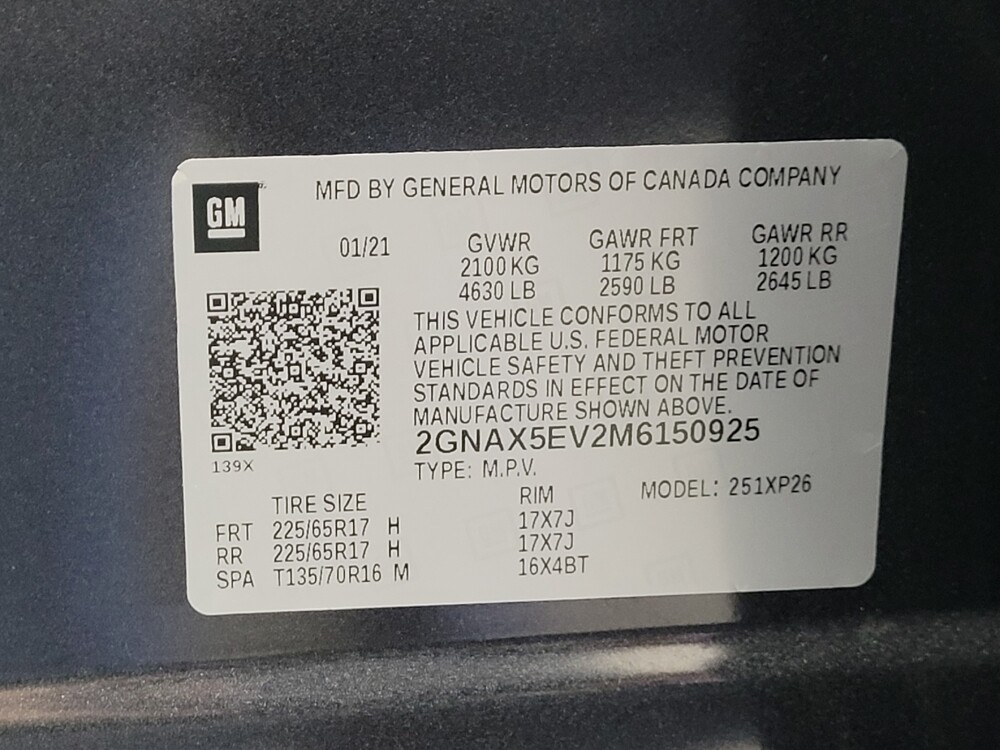 GM
MFD BY GENERAL MOTORS OF CANADA COMPANY
01/21
GVWR GAWR FRT GAWR RR
2100 KG 1175 KG 1200 KG
4630 LB 2590 LB 2645 LB
THIS VEHICLE CONFORMS TO ALL
APPLICABLE U.S. FEDERAL MOTOR
VEHICLE SAFETY AND THEFT PREVENTION
STANDARDS IN EFFECT ON THE DATE OF
MANUFACTURE SHOWN ABOVE.
2GNAX5EV2M6150925
139X
TYPE: M.P.V.
TIRE SIZE RIM MODEL: 251XP26
FRT 225/65R17 H 17X7J
RR 225/65R17 H 17X7J
SPA T135/70R16 M 16X4BT